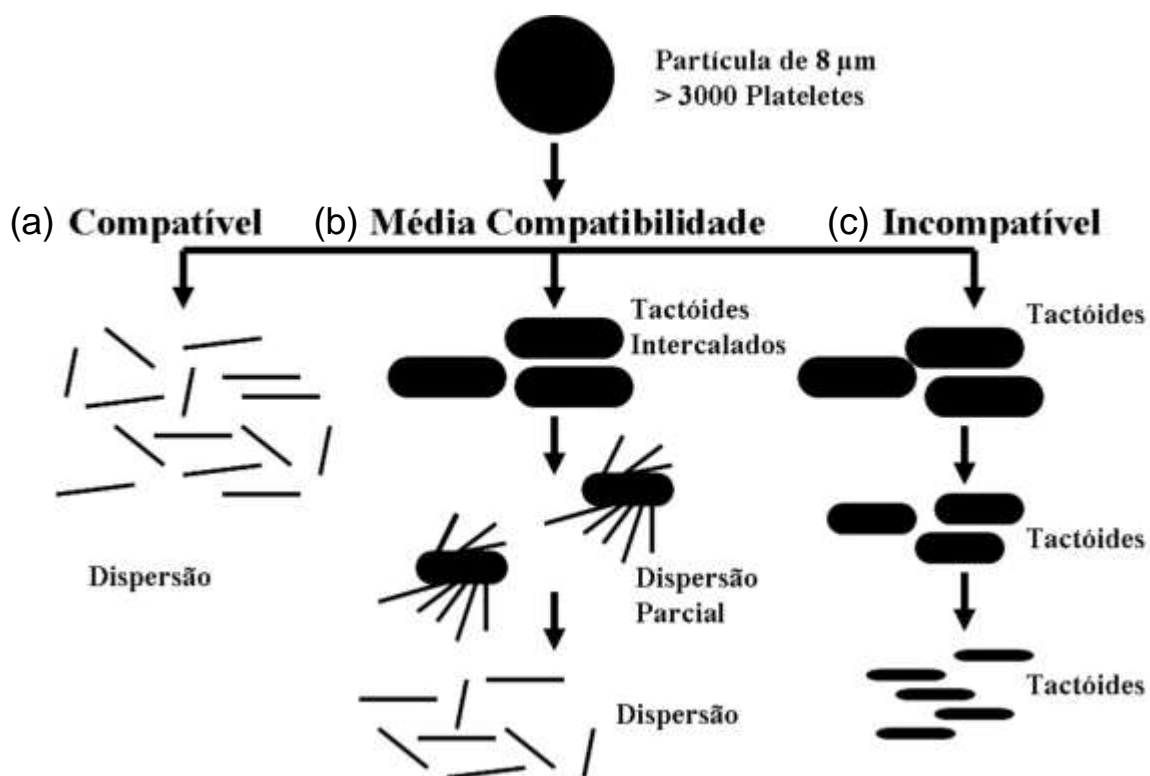 Partícula de 8 µm
> 3000 Plateletes
(a) Compatível
(b) Média Compatibilidade
(c) Incompatível
Tactóides
Intercalados
Tactóides
Dispersão
Dispersão
Parcial
Tactóides
Dispersão
Tactóides